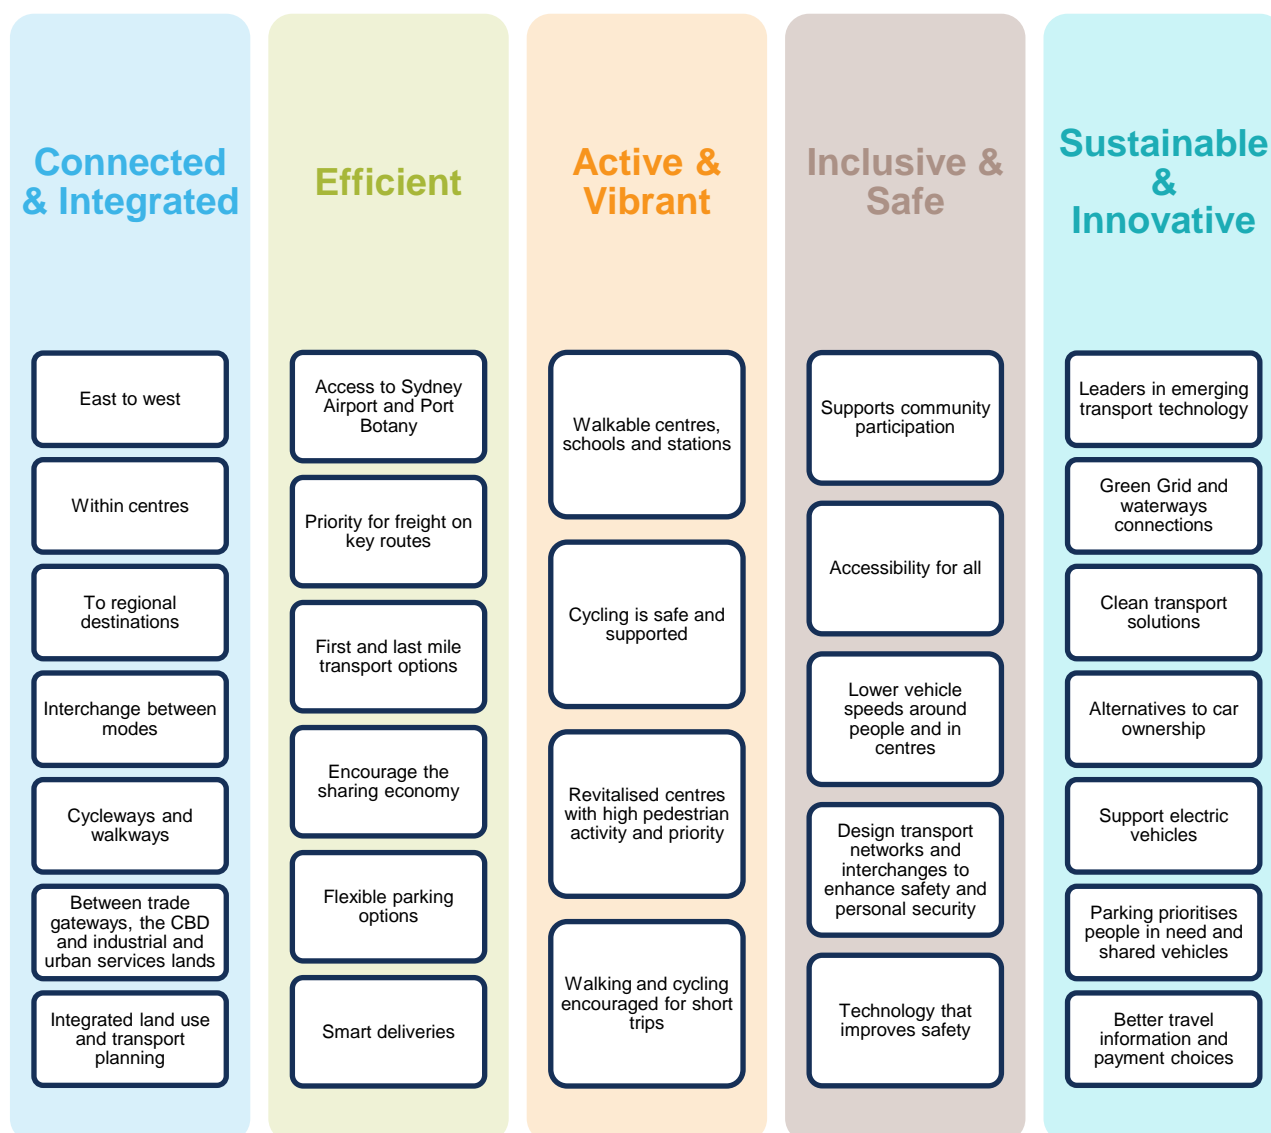 Connected
& Integrated
East to west
Within centres
To regional
destinations
Interchange between
modes
Cycleways and
walkways
Between trade
gateways, the CBD
and industrial and
urban services lands
Integrated land use
and transport
planning
Efficient
Access to Sydney
Airport and Port
Botany
Priority for freight on
key routes
First and last mile
transport options
Encourage the
sharing economy
Flexible parking
options
Smart deliveries
Active &
Vibrant
Walkable centres,
schools and stations
Cycling is safe and
supported
Revitalised centres
with high pedestrian
activity and priority
Walking and cycling
encouraged for short
trips
Inclusive &
Safe
Supports community
participation
Accessibility for all
Lower vehicle
speeds around
people and in
centres
Design transport
networks and
interchanges to
enhance safety and
personal security
Technology that
improves safety
Sustainable
&
Innovative
Leaders in emerging
transport technology
Green Grid and
waterways
connections
Clean transport
solutions
Alternatives to car
ownership
Support electric
vehicles
Parking prioritises
people in need and
shared vehicles
Better travel
information and
payment choices